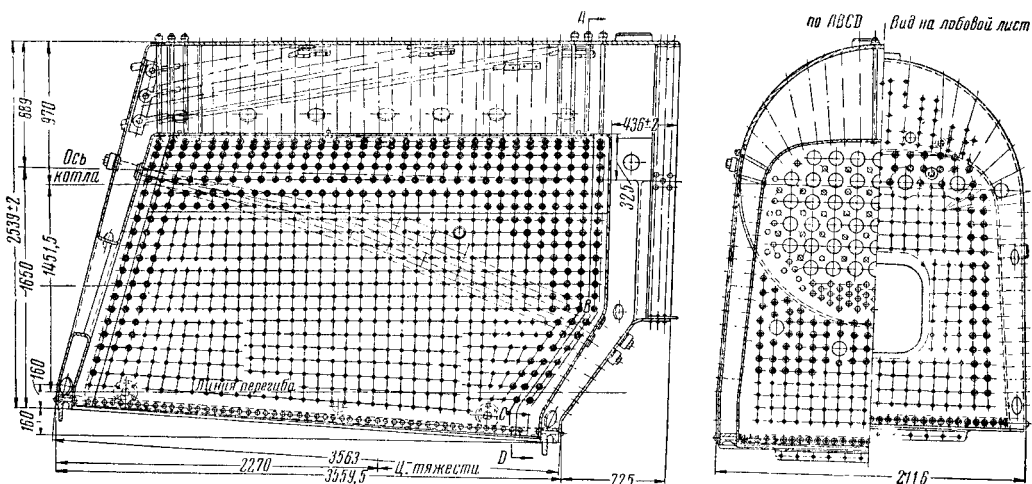 A
по ABCD
Вид на лобовой лист
889
970
436±2
Ось
котла
325
2539±2
1650
1451,5
160
Линия перегиба
160
C
D
3563
2270
Ц. тяжести
3559,5
725
2116